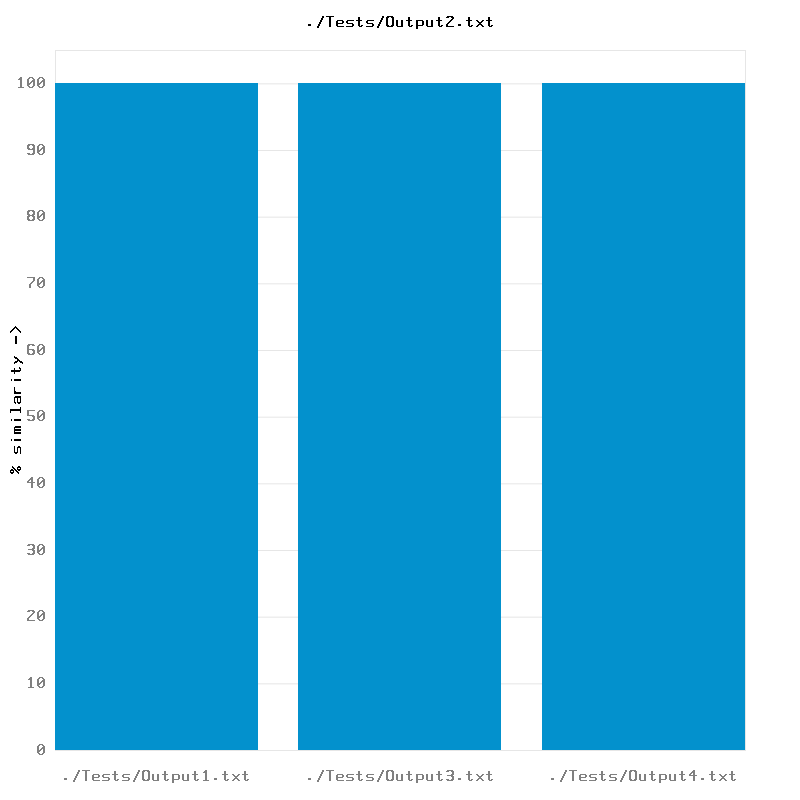 ./Tests/Output2.txt
100
90
80
70
60
50
40
30
20
10
0
% similarity ->
./Tests/Output1.txt
./Tests/Output3.txt
./Tests/Output4.txt